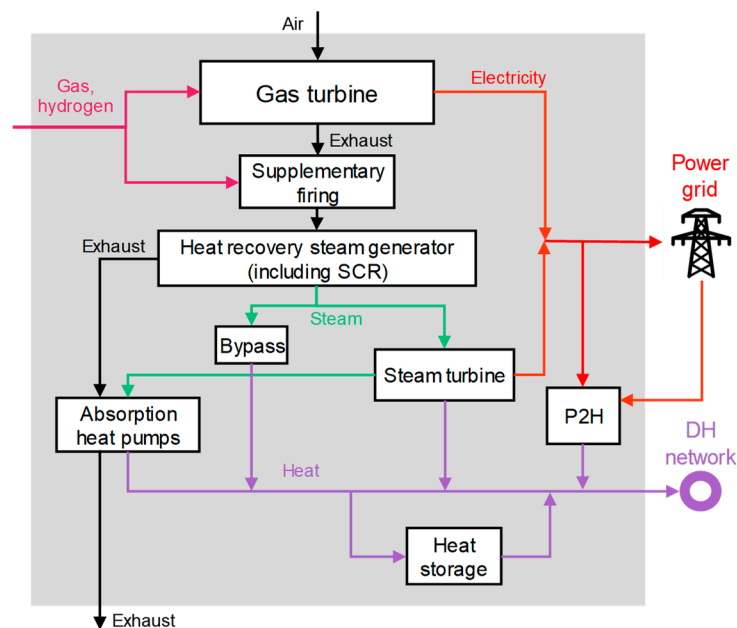 Air
Gas,
hydrogen
Gas turbine
Electricity
Exhaust
Supplementary
firing
Power
grid
Exhaust
Heat recovery steam generator
(including SCR)
Steam
Bypass
Steam turbine
Absorption
heat pumps
P2H
DH
network
Heat
Heat
storage
Exhaust